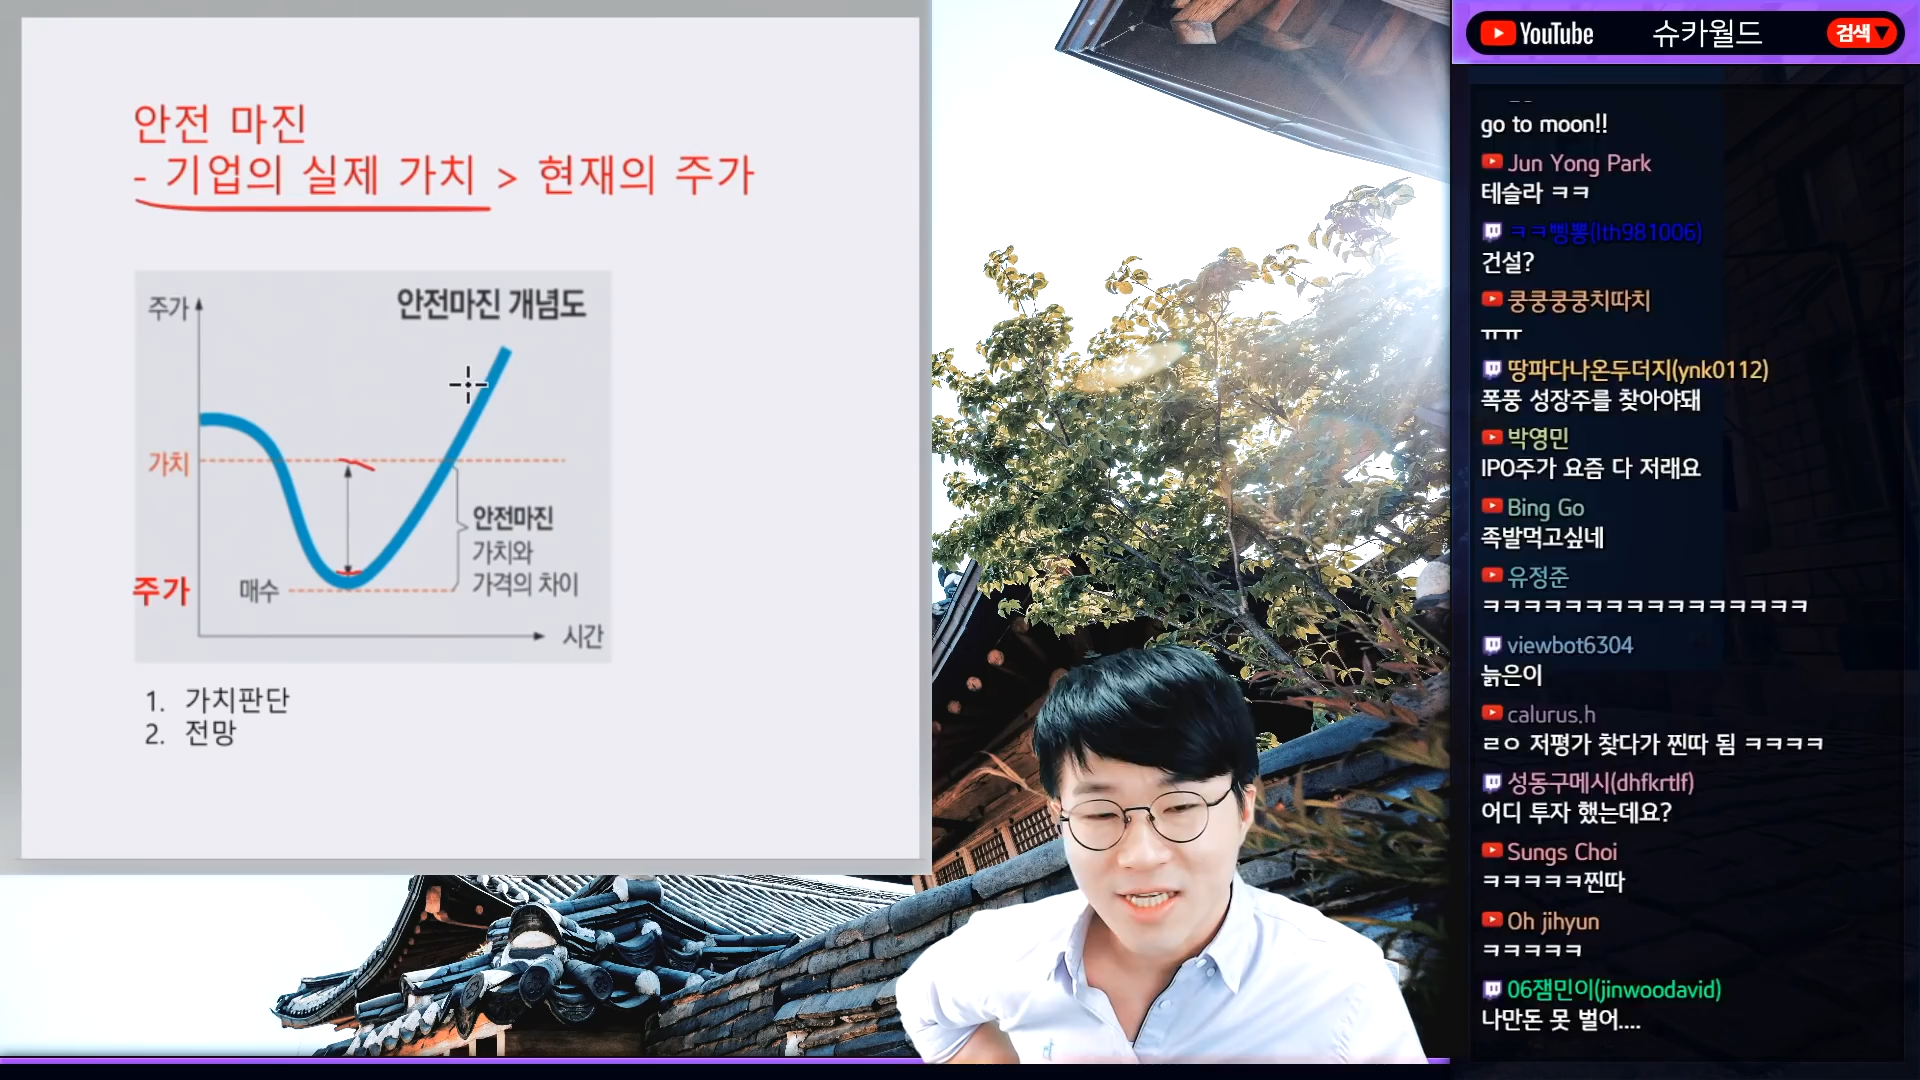 안전 마진
- 기업의 실제 가치 > 현재의 주가
안전마진 개념도
주가
가치
안전마진
가치와
가격의 차이
주가
매수
시간
1. 가치판단
2. 전망
YouTube 슈카월드 검색
go to moon!!
Jun Yong Park
테슬라 ㅋㅋ
ㅋㅋ삥뽕(lth981006)
건설?
쿵쿵쿵쿵치따치
ㅠㅠ
땅파다나온두더지(ynk0112)
폭풍 성장주를 찾아야돼
박영민
IPO주가 요즘 다 저래요
Bing Go
족발먹고싶네
유정준
ㅋㅋㅋㅋㅋㅋㅋㅋㅋㅋㅋㅋㅋㅋㅋㅋ
viewbot6304
늙은이
calurus.h
ㄹㅇ 저평가 찾다가 찐따 됨 ㅋㅋㅋㅋ
성동구메시(dhfkrtlf)
어디 투자 했는데요?
Sungs Choi
ㅋㅋㅋㅋㅋ찐따
Oh jihyun
ㅋㅋㅋㅋㅋ
06잼민이(jinwoodavid)
나만돈 못 벌어....